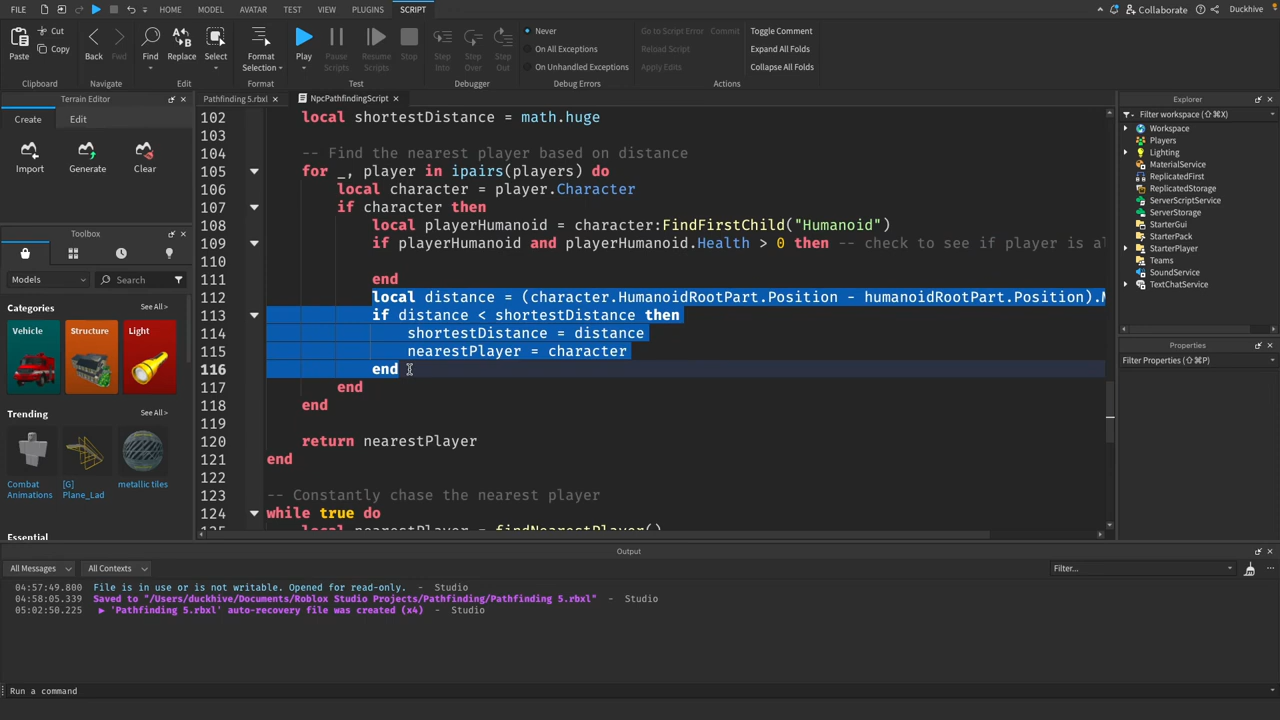 FILE
HOME
MODEL
AVATAR
TEST
VIEW
PLUGINS
SCRIPT
Collaborate
Duckhive
Paste
Cut
Copy
Clipboard
Back
Fwd
Navigate
Find
Replace
Select
Edit
Format
Selection
Format
Play
Pause
Scripts
Resume
Scripts
Stop
Test
Step
Into
Step
Over
Step
Out
Debugger
Never
On All Exceptions
On Unhandled Exceptions
Debug Errors
Go to Script Error
Commit
Reload Script
Apply Edits
Toggle Comment
Expand All Folds
Collapse All Folds
Actions
Terrain Editor
Create
Edit
Import
Generate
Clear
Toolbox
Models
Search
Categories
See All >
Vehicle
Structure
Light
Trending
See All >
Combat
Animations
[G]
Plane_Lad
metallic tiles
Essential
See All >
Pathfinding 5.rbxl
NpcPathfindingScript
102 local shortestDistance = math.huge
103
104 -- Find the nearest player based on distance
105 for _, player in ipairs(players) do
106 local character = player.Character
107 if character then
108 local playerHumanoid = character:FindFirstChild("Humanoid")
109 if playerHumanoid and playerHumanoid.Health > 0 then -- check to see if player is al
110
111 end
112 local distance = (character.HumanoidRootPart.Position - humanoidRootPart.Position).M
113 if distance < shortestDistance then
114 shortestDistance = distance
115 nearestPlayer = character
116 end
117 end
118 end
119
120 return nearestPlayer
121 end
122
123 -- Constantly chase the nearest player
124 while true do
125 local nearestPlayer = findNearestPlayer()
Explorer
Filter workspace (⇧⌘X)
Workspace
Players
Lighting
MaterialService
ReplicatedFirst
ReplicatedStorage
ServerScriptService
ServerStorage
StarterGui
StarterPack
StarterPlayer
Teams
SoundService
TextChatService
Properties
Filter Properties (⇧⌘P)
Output
All Messages
All Contexts
Filter...
04:57:49.800 File is in use or is not writable. Opened for read-only. - Studio
04:58:05.339 Saved to "/Users/duckhive/Documents/Roblox Studio Projects/Pathfinding/Pathfinding 5.rbxl" - Studio
05:02:50.225 ▶ 'Pathfinding 5.rbxl' auto-recovery file was created (x4) - Studio
Run a command